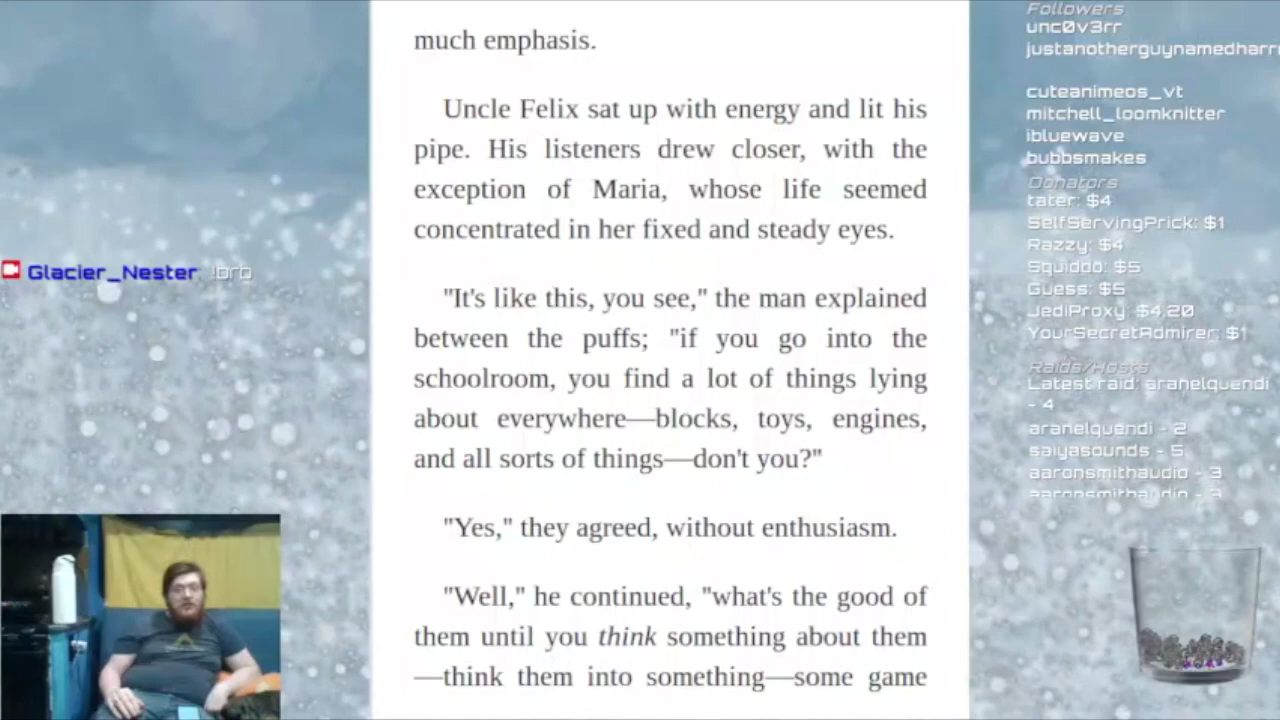 much emphasis.
Uncle Felix sat up with energy and lit his
pipe. His listeners drew closer, with the
exception of Maria, whose life seemed
concentrated in her fixed and steady eyes.
"It's like this, you see," the man explained
between the puffs; "if you go into the
schoolroom, you find a lot of things lying
about everywhere—blocks, toys, engines,
and all sorts of things—don't you?"
"Yes," they agreed, without enthusiasm.
"Well," he continued, "what's the good of
them until you think something about them
—think them into something—some game
Glacier_Nester: !brb
Followers
unc0v3rr
justanotherguynamedharr
cuteanimeos_vt
mitchell_loomknitter
ibluewave
bubbsmakes
Donators
tater: $4
SelfServingPrick: $1
Razzy: $4
Squiddo: $5
Guess: $5
JediProxy: $4.20
YourSecretAdmirer: $1
Raids/Hosts
Latest raid: aranelquendi
- 4
aranelquendi - 2
saiyasounds - 5
aaronsmithaudio - 3
aaronsmithaudio - 3